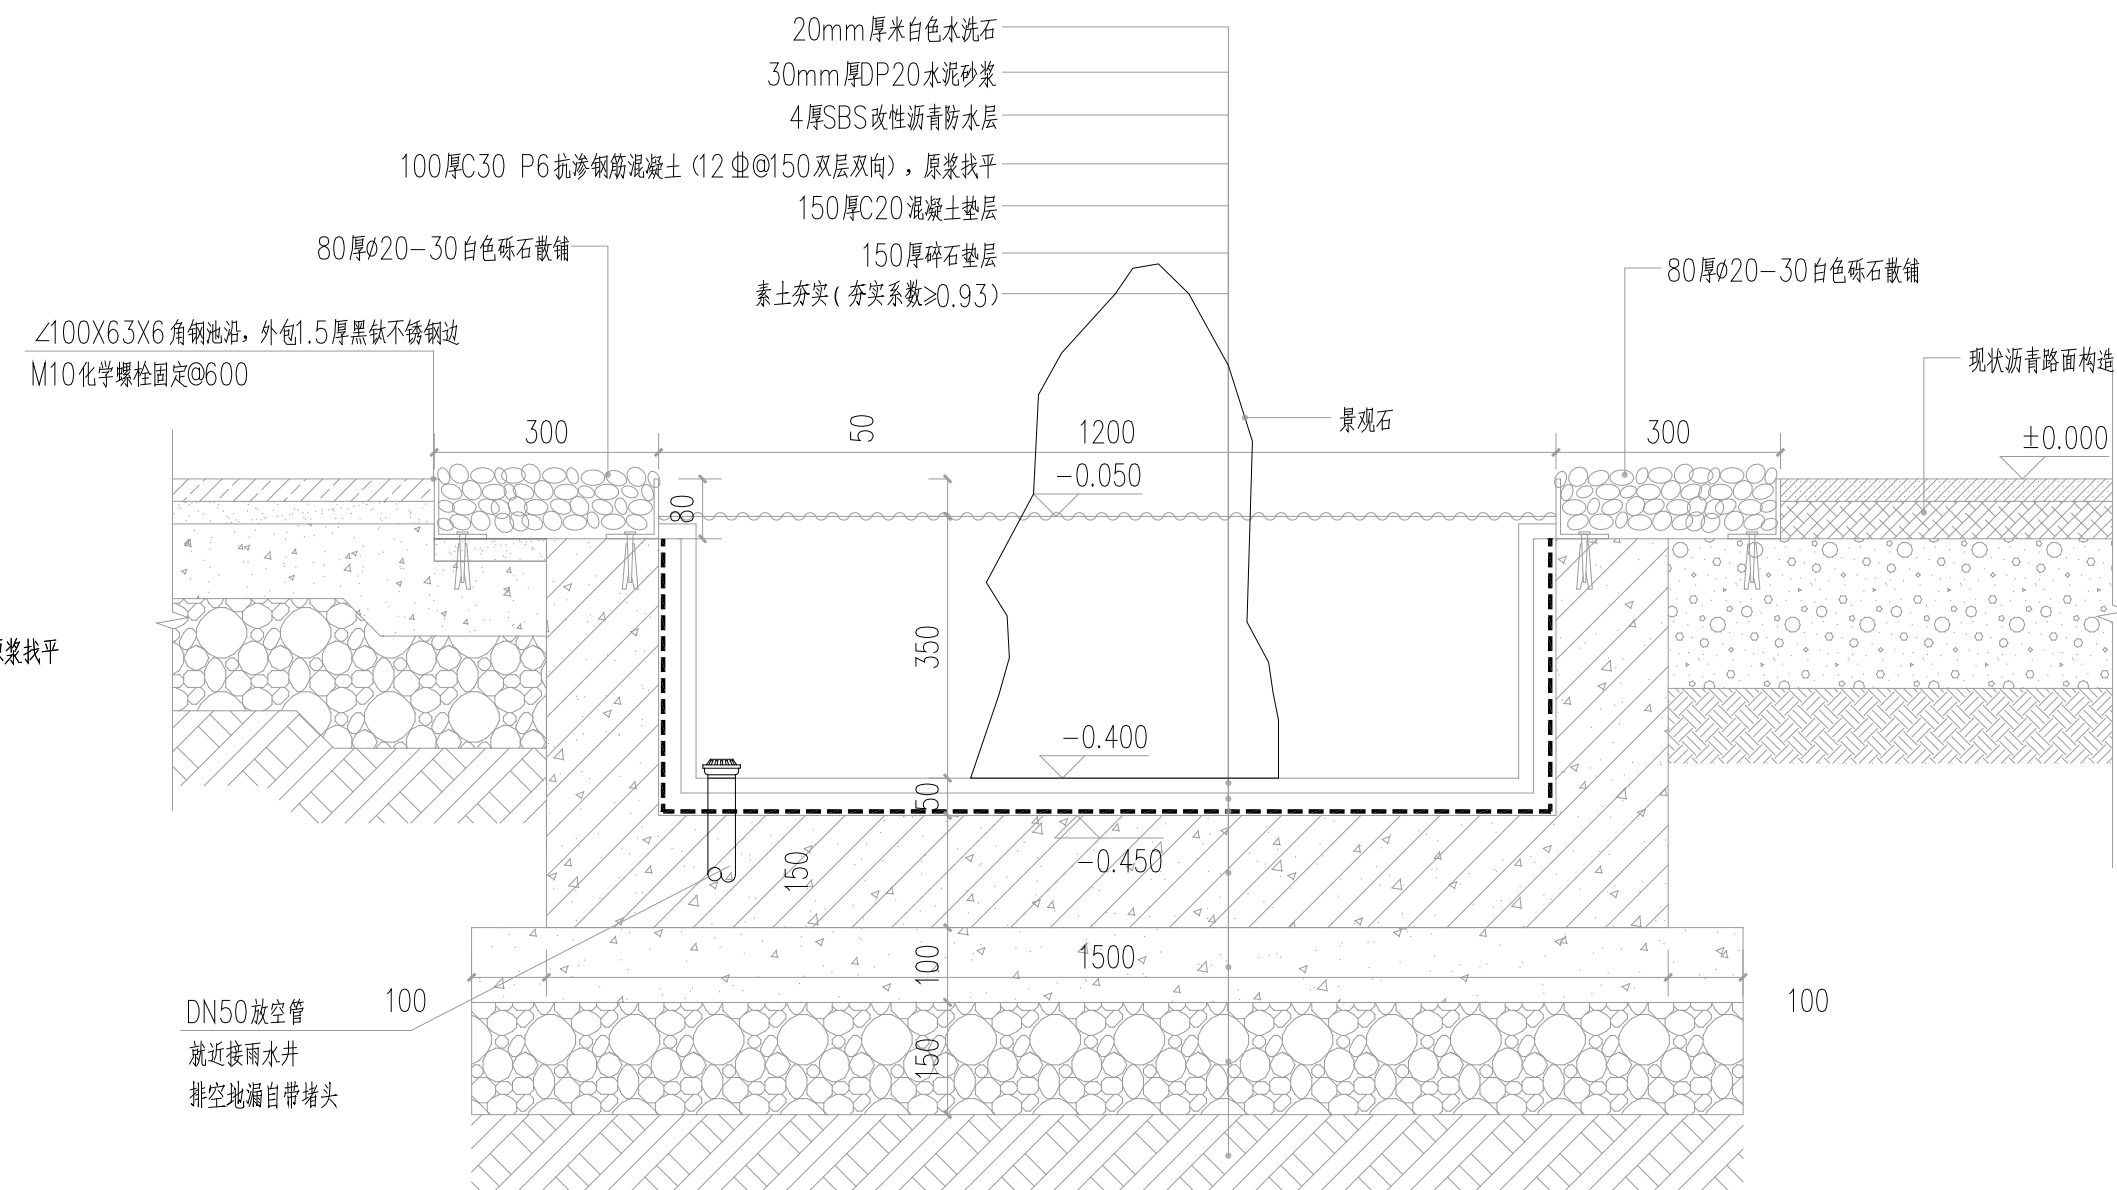 20mm厚米白色水洗石
30mm厚DP20水泥砂浆
4厚SBS改性沥青防水层
100厚C30 P6抗渗钢筋混凝土（12⏀@150双层双向），原浆找平
150厚C20混凝土垫层
150厚碎石垫层
素土夯实（夯实系数≥0.93）
80厚ø20-30白色砾石散铺
80厚ø20-30白色砾石散铺
∠100X63X6角钢池沿，外包1.5厚黑钛不锈钢边
M10化学螺栓固定@600
现状沥青路面构造
景观石
300
50
1200
300
±0.000
-0.050
80
350
浆找平
-0.400
50
-0.450
150
100
1500
DN50放空管
100
100
就近接雨水井
150
排空地漏自带堵头